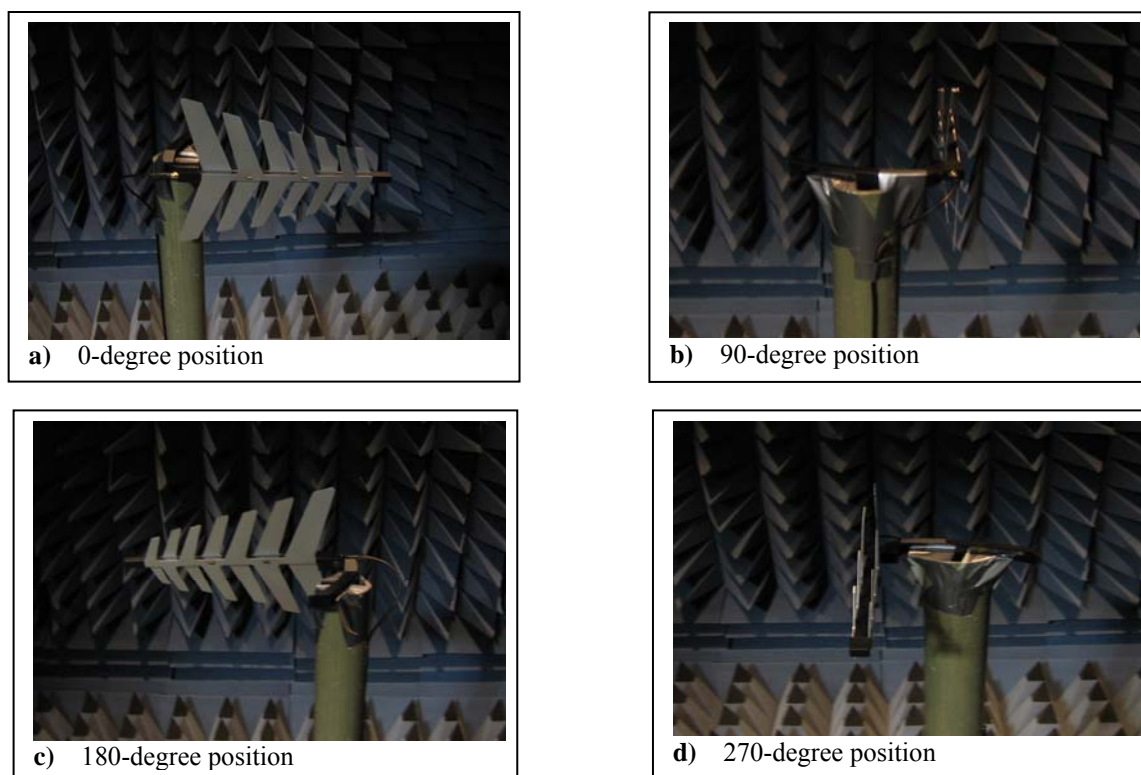 a) 0-degree position
b) 90-degree position
c) 180-degree position
d) 270-degree position